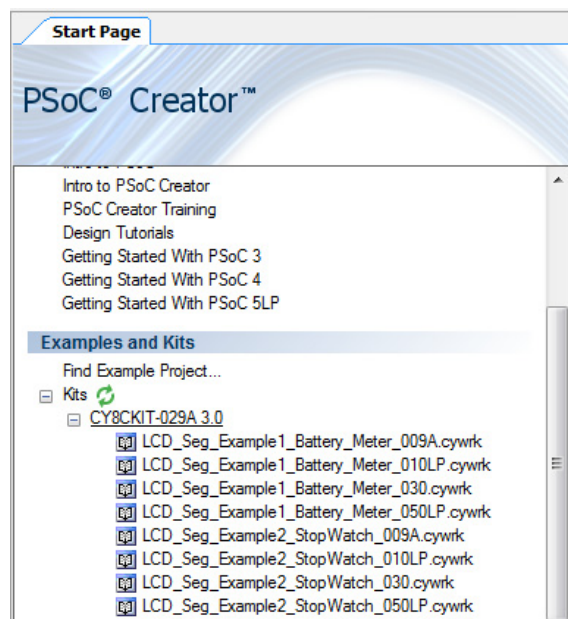 Start Page
PSoC® Creator™
Intro to PSoC Creator
PSoC Creator Training
Design Tutorials
Getting Started With PSoC 3
Getting Started With PSoC 4
Getting Started With PSoC 5LP
Examples and Kits
Find Example Project...
Kits
CY8CKIT-029A 3.0
LCD_Seg_Example1_Battery_Meter_009A.cywrk
LCD_Seg_Example1_Battery_Meter_010LP.cywrk
LCD_Seg_Example1_Battery_Meter_030.cywrk
LCD_Seg_Example1_Battery_Meter_050LP.cywrk
LCD_Seg_Example2_StopWatch_009A.cywrk
LCD_Seg_Example2_StopWatch_010LP.cywrk
LCD_Seg_Example2_StopWatch_030.cywrk
LCD_Seg_Example2_StopWatch_050LP.cywrk